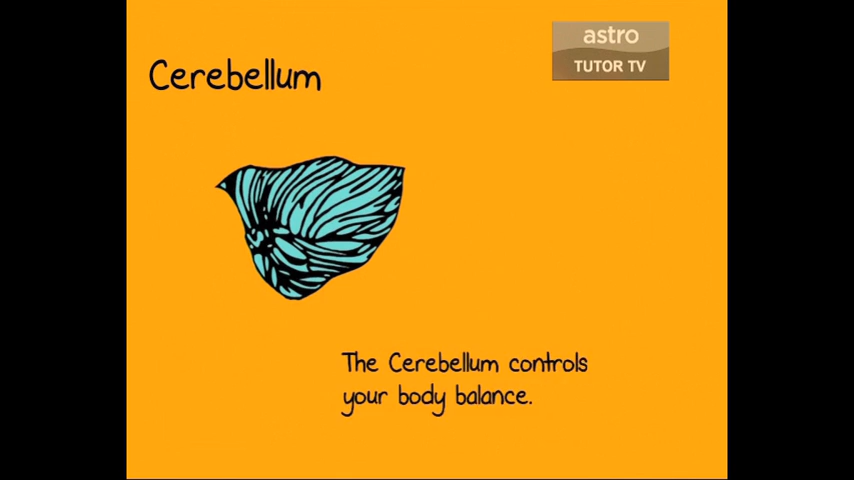 astro
TUTOR TV
Cerebellum
The Cerebellum controls
your body balance.